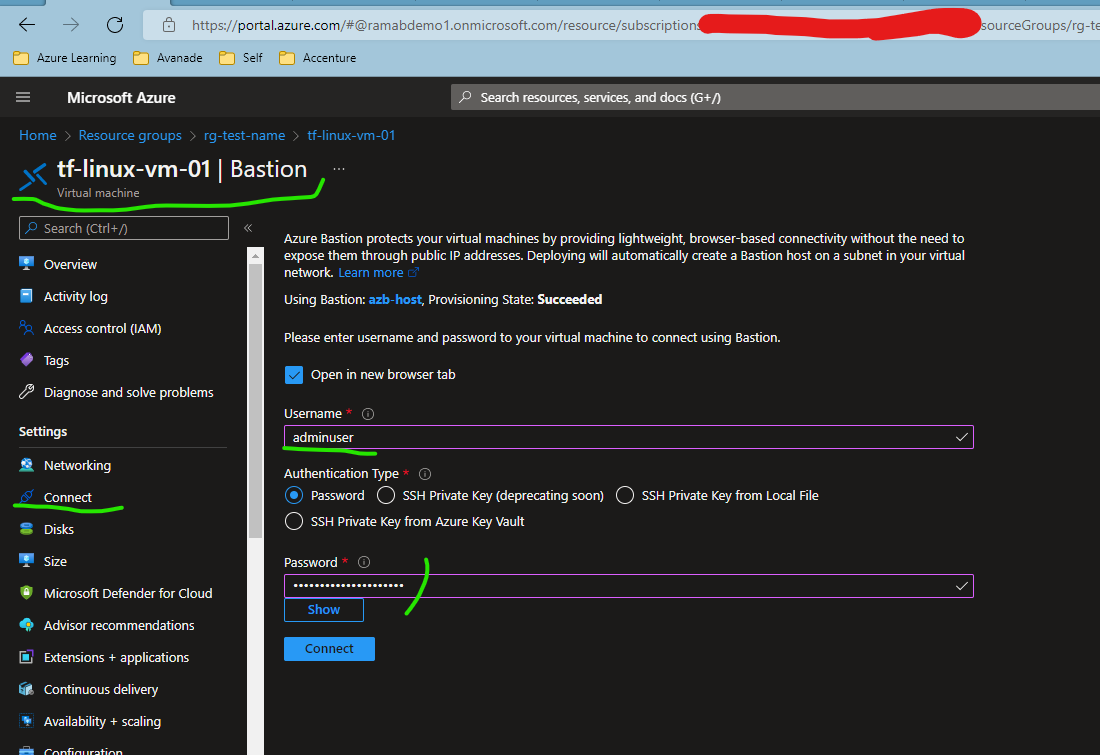 https://portal.azure.com/#@ramabdemo1.onmicrosoft.com/resource/subscriptions sourceGroups/rg-te
Azure Learning Avanade Self Accenture
Microsoft Azure
Search resources, services, and docs (G+/)
Home > Resource groups > rg-test-name > tf-linux-vm-01
tf-linux-vm-01 | Bastion ...
Virtual machine
Search (Ctrl+/) «
Overview
Activity log
Access control (IAM)
Tags
Diagnose and solve problems
Settings
Networking
Connect
Disks
Size
Microsoft Defender for Cloud
Advisor recommendations
Extensions + applications
Continuous delivery
Availability + scaling
Configuration
Azure Bastion protects your virtual machines by providing lightweight, browser-based connectivity without the need to
expose them through public IP addresses. Deploying will automatically create a Bastion host on a subnet in your virtual
network. Learn more
Using Bastion: azb-host, Provisioning State: Succeeded
Please enter username and password to your virtual machine to connect using Bastion.
Open in new browser tab
Username *
adminuser
Authentication Type *
Password SSH Private Key (deprecating soon) SSH Private Key from Local File
SSH Private Key from Azure Key Vault
Password *
•••••••••••••••••••••
Show
Connect